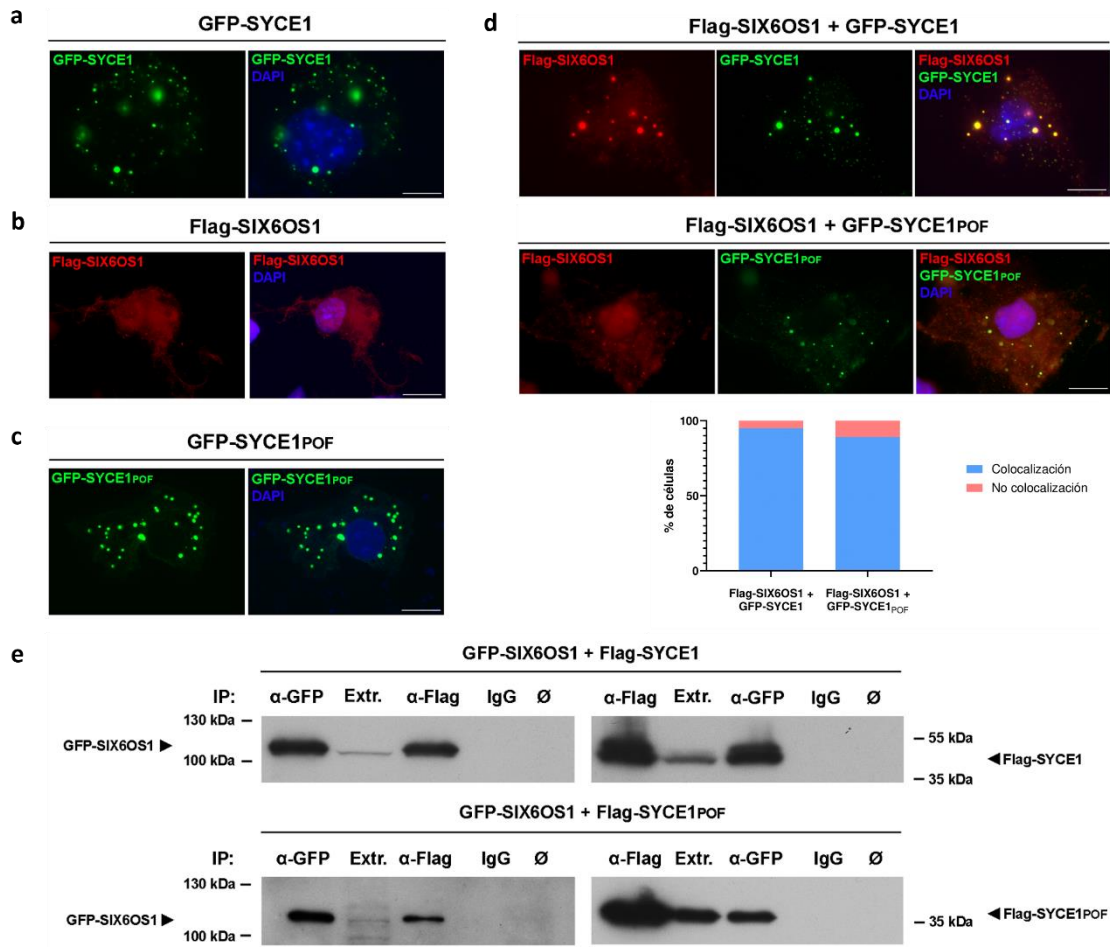 a
GFP-SYCE1
GFP-SYCE1
GFP-SYCE1
DAPI
b
Flag-SIX6OS1
Flag-SIX6OS1
Flag-SIX6OS1
DAPI
c
GFP-SYCE1POF
GFP-SYCE1POF
GFP-SYCE1POF
DAPI
d
Flag-SIX6OS1 + GFP-SYCE1
Flag-SIX6OS1
GFP-SYCE1
Flag-SIX6OS1
GFP-SYCE1
DAPI
Flag-SIX6OS1 + GFP-SYCE1POF
Flag-SIX6OS1
GFP-SYCE1POF
Flag-SIX6OS1
GFP-SYCE1POF
DAPI
% de células
100
50
0
Flag-SIX6OS1 +
GFP-SYCE1
Flag-SIX6OS1 +
GFP-SYCE1POF
Colocalización
No colocalización
e
GFP-SIX6OS1 + Flag-SYCE1
IP: α-GFP Extr. α-Flag IgG Ø α-Flag Extr. α-GFP IgG Ø
130 kDa
GFP-SIX6OS1
100 kDa
55 kDa
Flag-SYCE1
35 kDa
GFP-SIX6OS1 + Flag-SYCE1POF
IP: α-GFP Extr. α-Flag IgG Ø α-Flag Extr. α-GFP IgG Ø
130 kDa
GFP-SIX6OS1
100 kDa
35 kDa
Flag-SYCE1POF